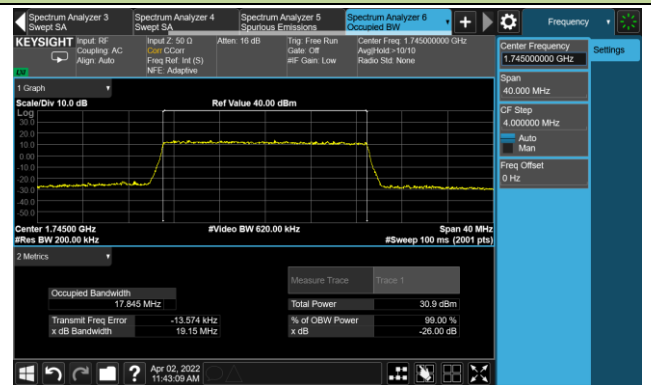 Spectrum Analyzer 3
Swept SA
Spectrum Analyzer 4
Swept SA
Spectrum Analyzer 5
Spurious Emissions
Spectrum Analyzer 6
Occupied BW
+
Frequency
KEYSIGHT
Input: RF
Coupling: AC
Align: Auto
Input Z: 50 Ω
Corr CCorr
Freq Ref: Int (S)
NFE: Adaptive
Atten: 16 dB
Trig: Free Run
Gate: Off
#IF Gain: Low
Center Freq: 1.745000000 GHz
Avg|Hold:>10/10
Radio Std: None
Center Frequency
1.745000000 GHz
Settings
Span
40.000 MHz
CF Step
4.000000 MHz
Auto
Man
Freq Offset
0 Hz
1 Graph
Scale/Div 10.0 dB
Ref Value 40.00 dBm
Log
30.0
20.0
10.0
0.00
-10.0
-20.0
-30.0
-40.0
-50.0
Center 1.74500 GHz
#Video BW 620.00 kHz
Span 40 MHz
#Res BW 200.00 kHz
#Sweep 100 ms (2001 pts)
2 Metrics
Measure Trace
Trace 1
Occupied Bandwidth
17.845 MHz
Total Power
30.9 dBm
Transmit Freq Error
-13.574 kHz
% of OBW Power
99.00 %
x dB Bandwidth
19.15 MHz
x dB
-26.00 dB
?
Apr 02, 2022
11:43:09 AM